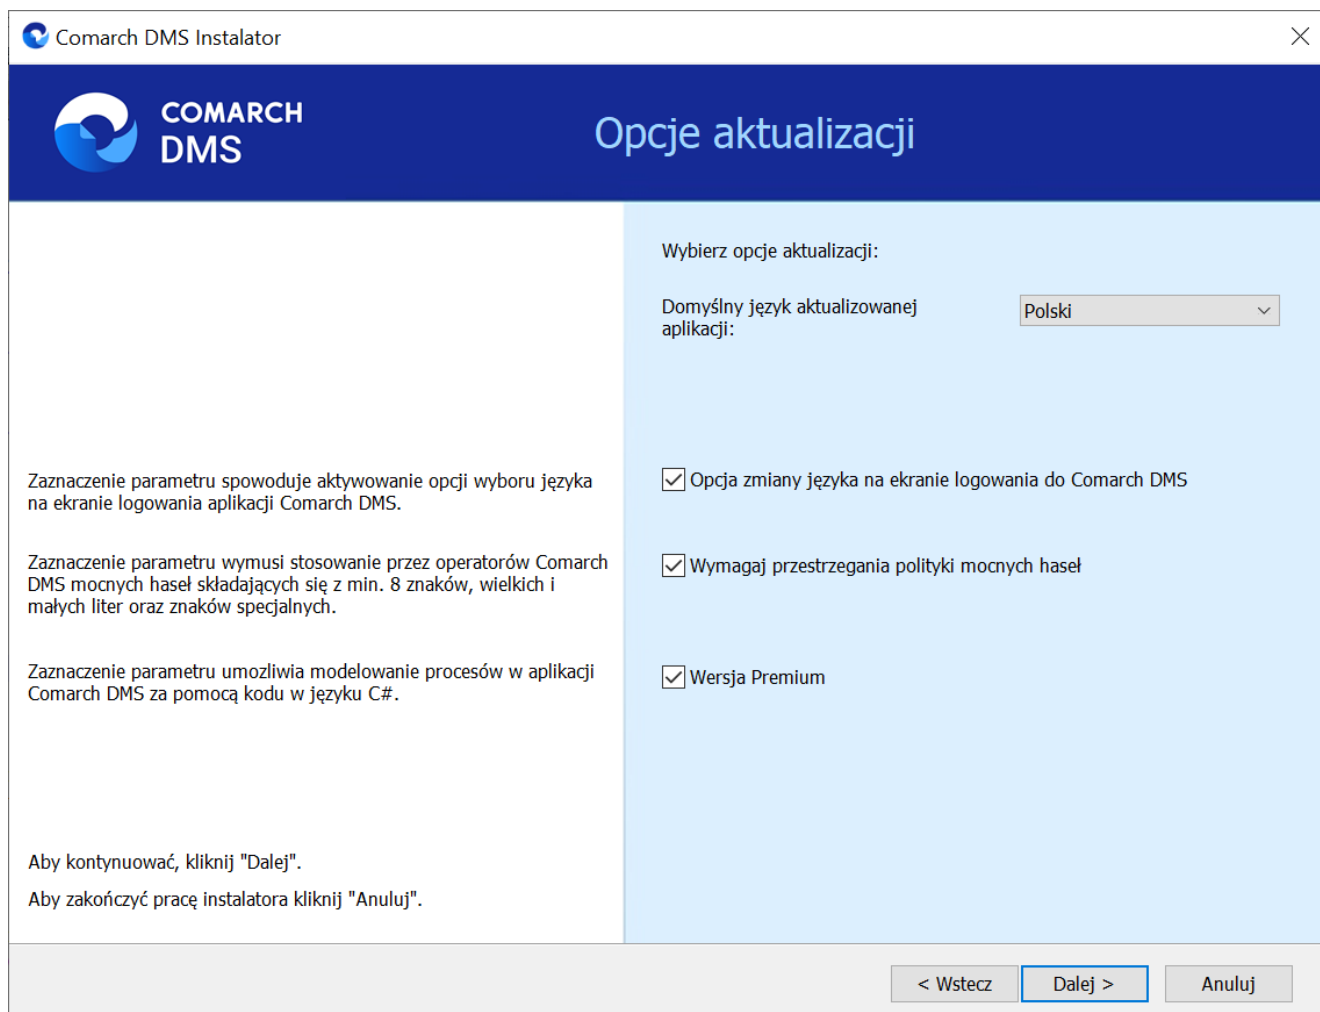 Comarch DMS Instalator
COMARCH
DMS
Opcje aktualizacji
Wybierz opcje aktualizacji:
Domyślny język aktualizowanej
aplikacji:
Polski
Zaznaczenie parametru spowoduje aktywowanie opcji wyboru języka
na ekranie logowania aplikacji Comarch DMS.
Opcja zmiany języka na ekranie logowania do Comarch DMS
Zaznaczenie parametru wymusi stosowanie przez operatorów Comarch
DMS mocnych haseł składających się z min. 8 znaków, wielkich i
małych liter oraz znaków specjalnych.
Wymagaj przestrzegania polityki mocnych haseł
Zaznaczenie parametru umozliwia modelowanie procesów w aplikacji
Comarch DMS za pomocą kodu w języku C#.
Wersja Premium
Aby kontynuować, kliknij "Dalej".
Aby zakończyć pracę instalatora kliknij "Anuluj".
< Wstecz
Dalej >
Anuluj